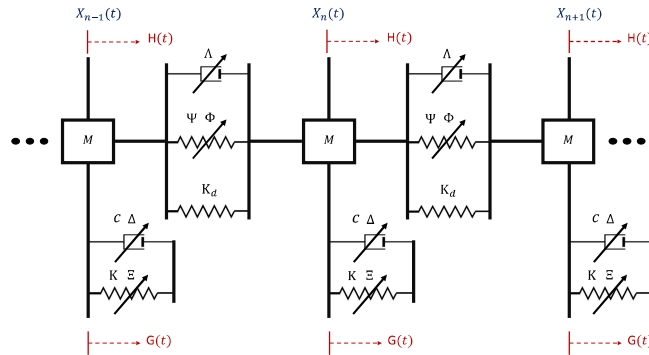 X_{n-1}(t) X_n(t) X_{n+1}(t)
H(t) H(t) H(t)
Λ Λ
Ψ Φ Ψ Φ
M M M
K_d K_d
c Δ c Δ c Δ
K Ξ K Ξ K Ξ
G(t) G(t) G(t)